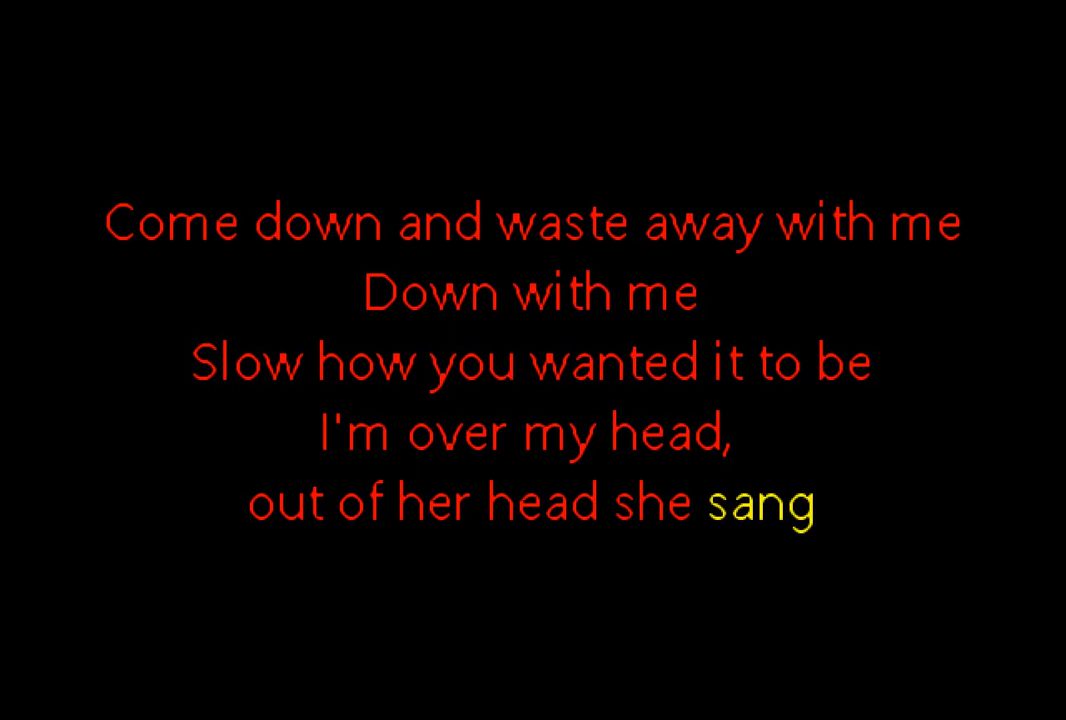 Come down and waste away with me
Down with me
Slow how you wanted it to be
I'm over my head,
out of her head she sang